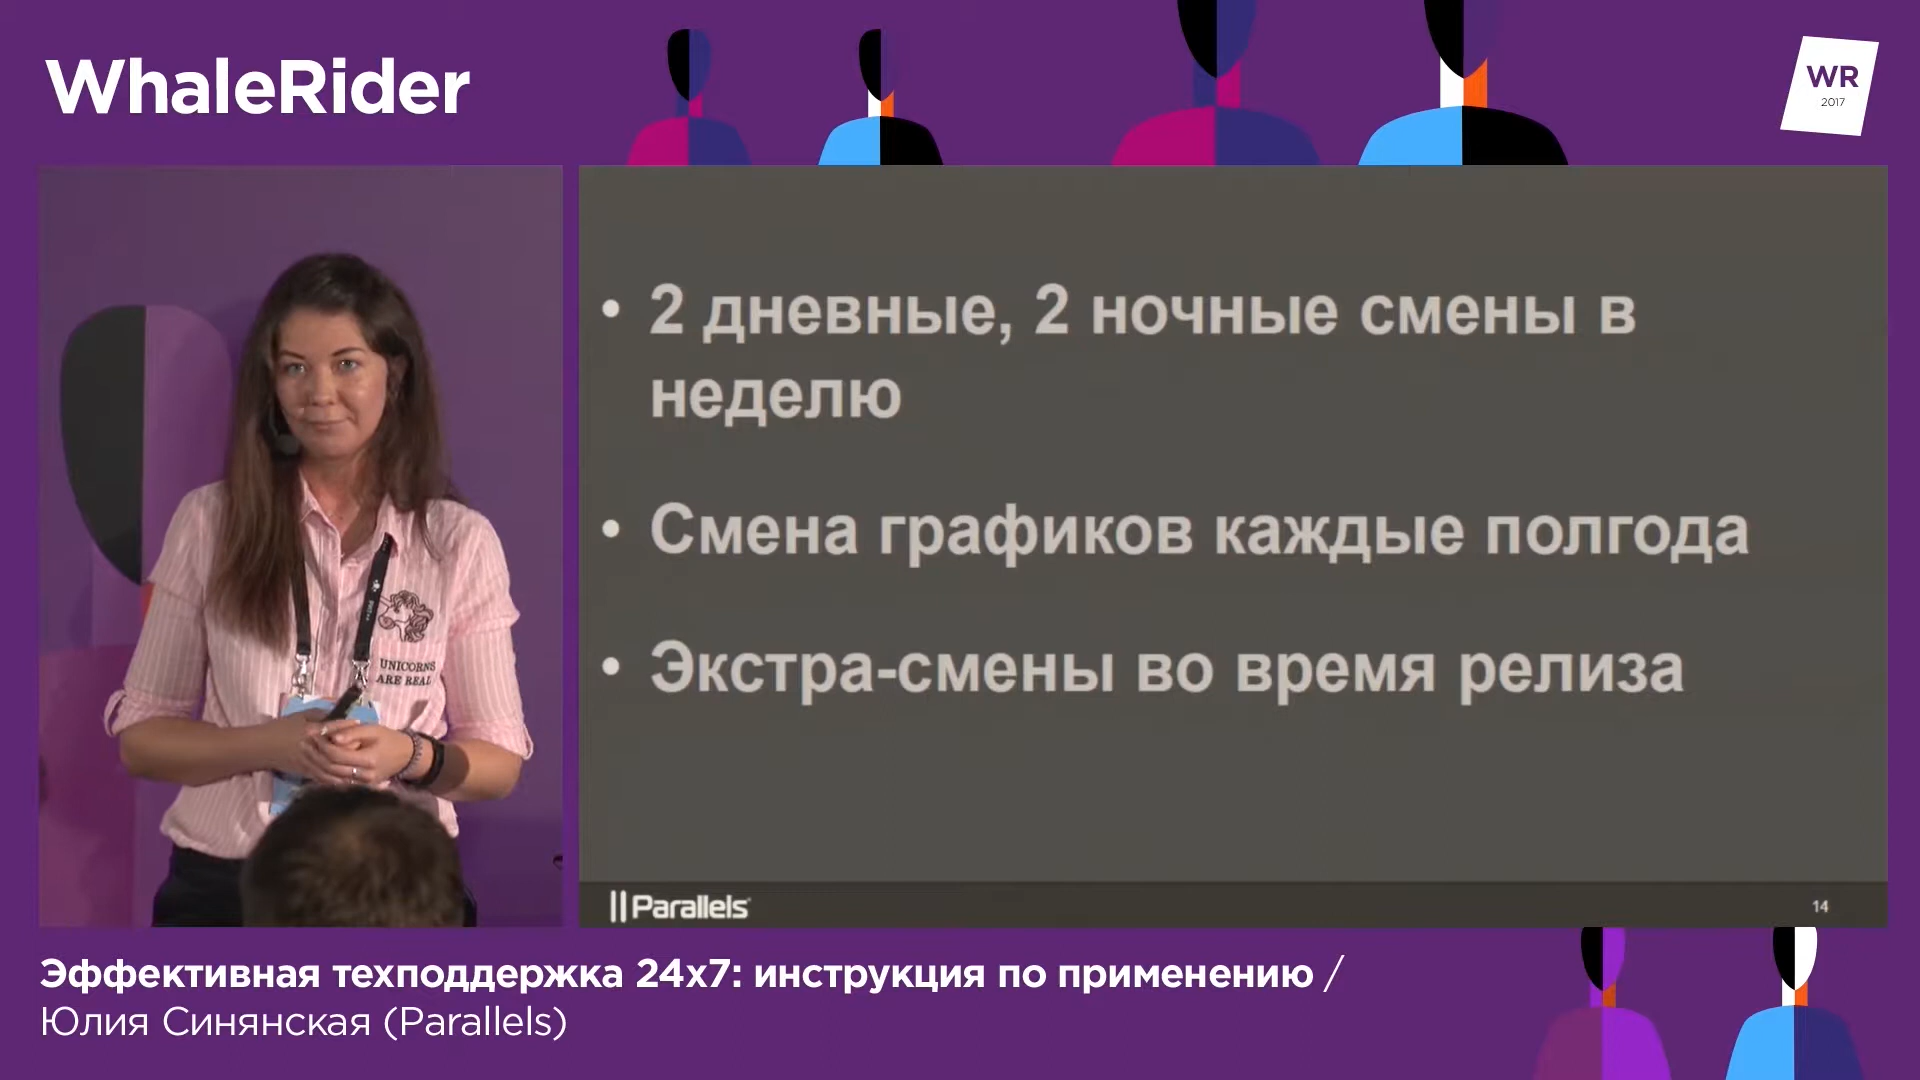 WhaleRider
WR
2017
• 2 дневные, 2 ночные смены в
неделю
• Смена графиков каждые полгода
• Экстра-смены во время релиза
UNICORNS
ARE REAL
Parallels
14
Эффективная техподдержка 24x7: инструкция по применению /
Юлия Синянская (Parallels)